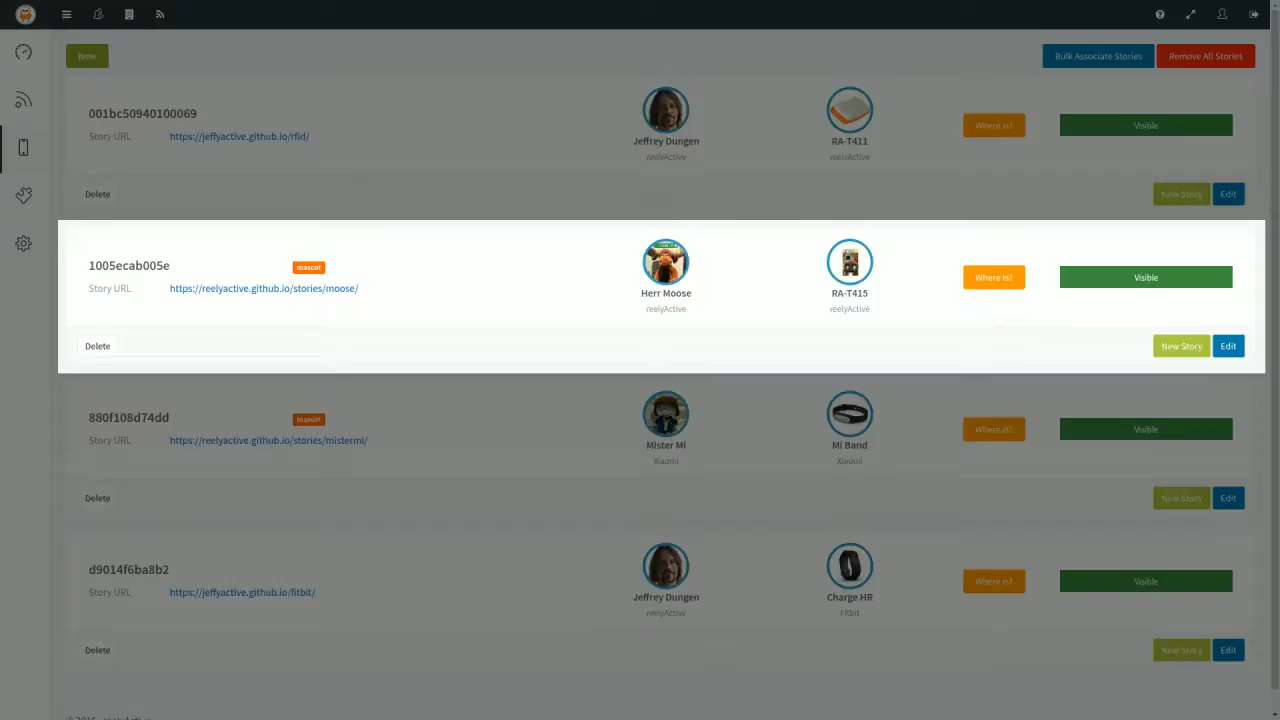 New
Bulk Associate Stories
Remove All Stories
001bc50940100069
Story URL
https://jeffyactive.github.io/rfid/
Jeffrey Dungen
reelyActive
RA-T411
reelyActive
Where is?
Visible
Delete
New Story
Edit
1005ecab005e
mascot
Story URL
https://reelyactive.github.io/stories/moose/
Herr Moose
reelyActive
RA-T415
reelyActive
Where is?
Visible
Delete
New Story
Edit
880f108d74dd
mascot
Story URL
https://reelyactive.github.io/stories/mistermi/
Mister Mi
Xiaomi
Mi Band
Xiaomi
Where is?
Visible
Delete
New Story
Edit
d9014f6ba8b2
Story URL
https://jeffyactive.github.io/fitbit/
Jeffrey Dungen
reelyActive
Charge HR
Fitbit
Where is?
Visible
Delete
New Story
Edit
© 2016 - reelyActive